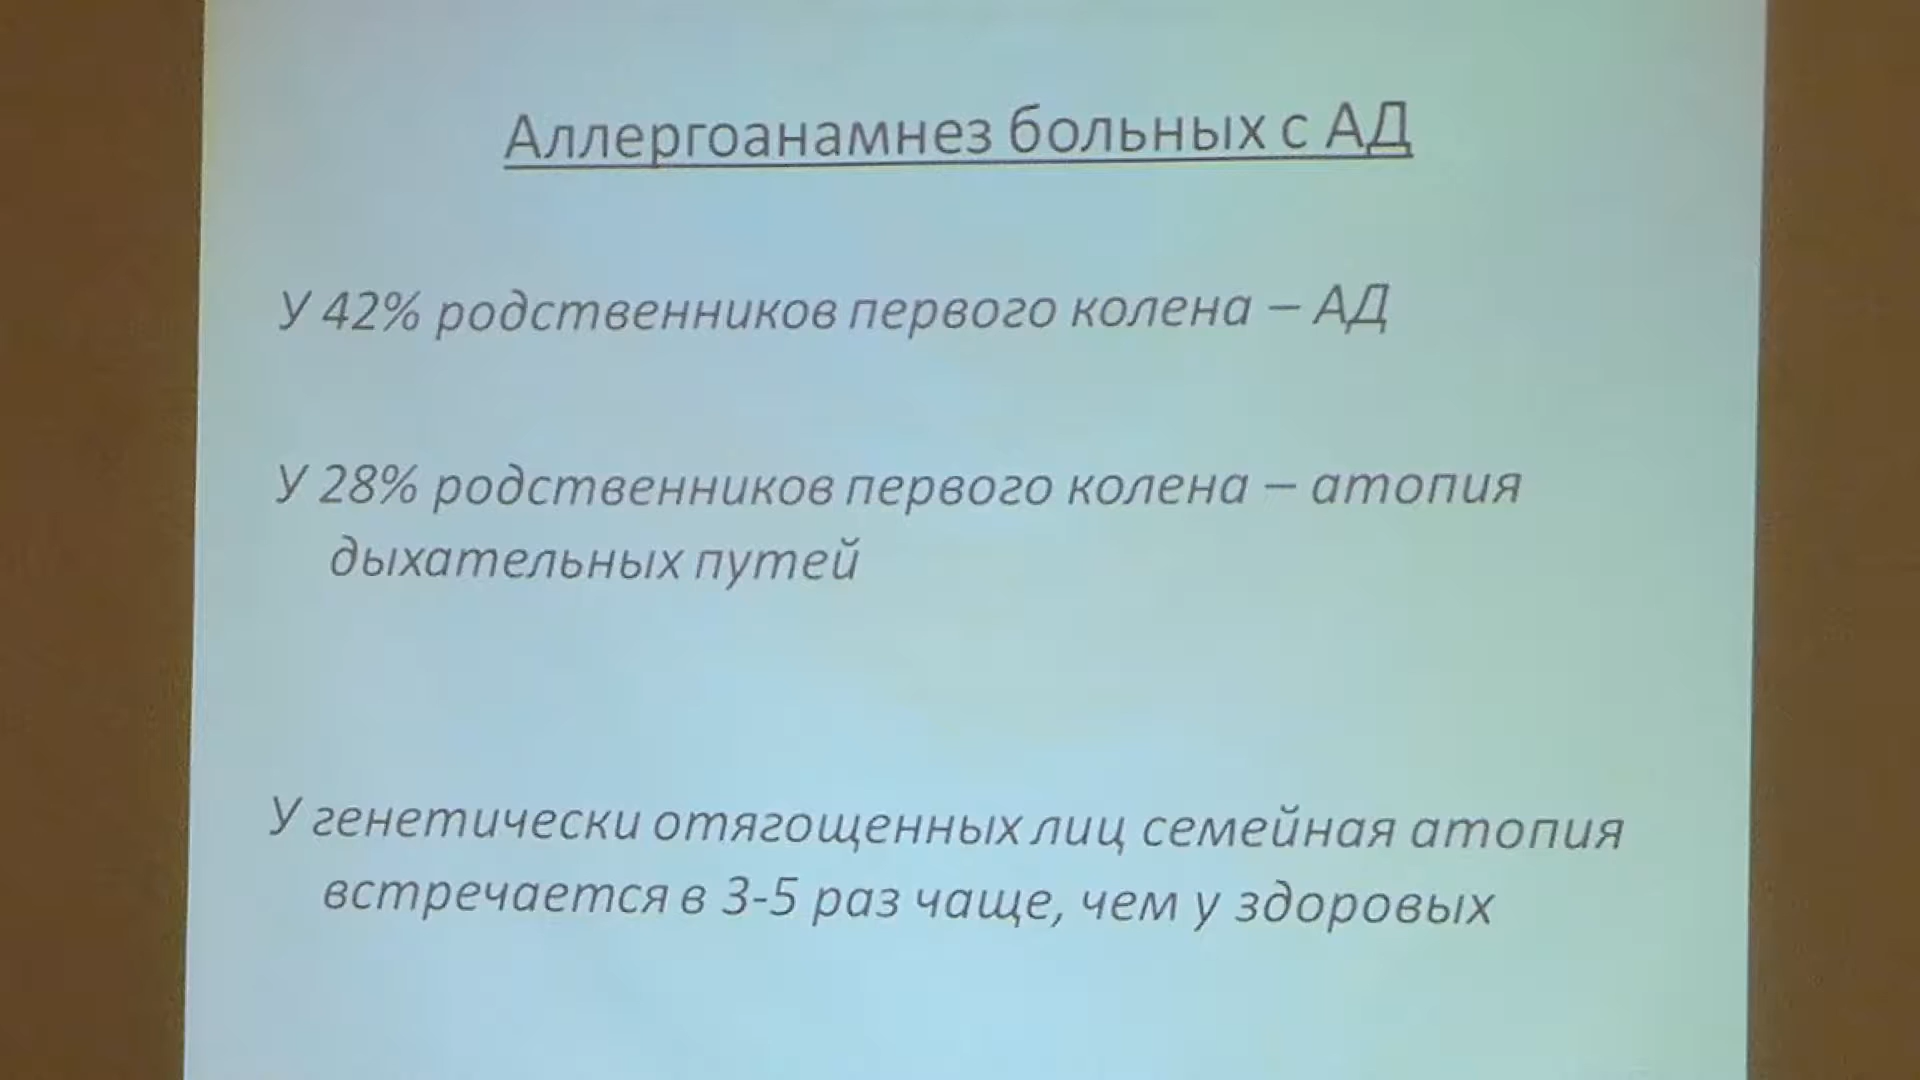 Аллергоанамнез больных с АД
У 42% родственников первого колена – АД
У 28% родственников первого колена – атопия
дыхательных путей
У генетически отягощенных лиц семейная атопия
встречается в 3-5 раз чаще, чем у здоровых